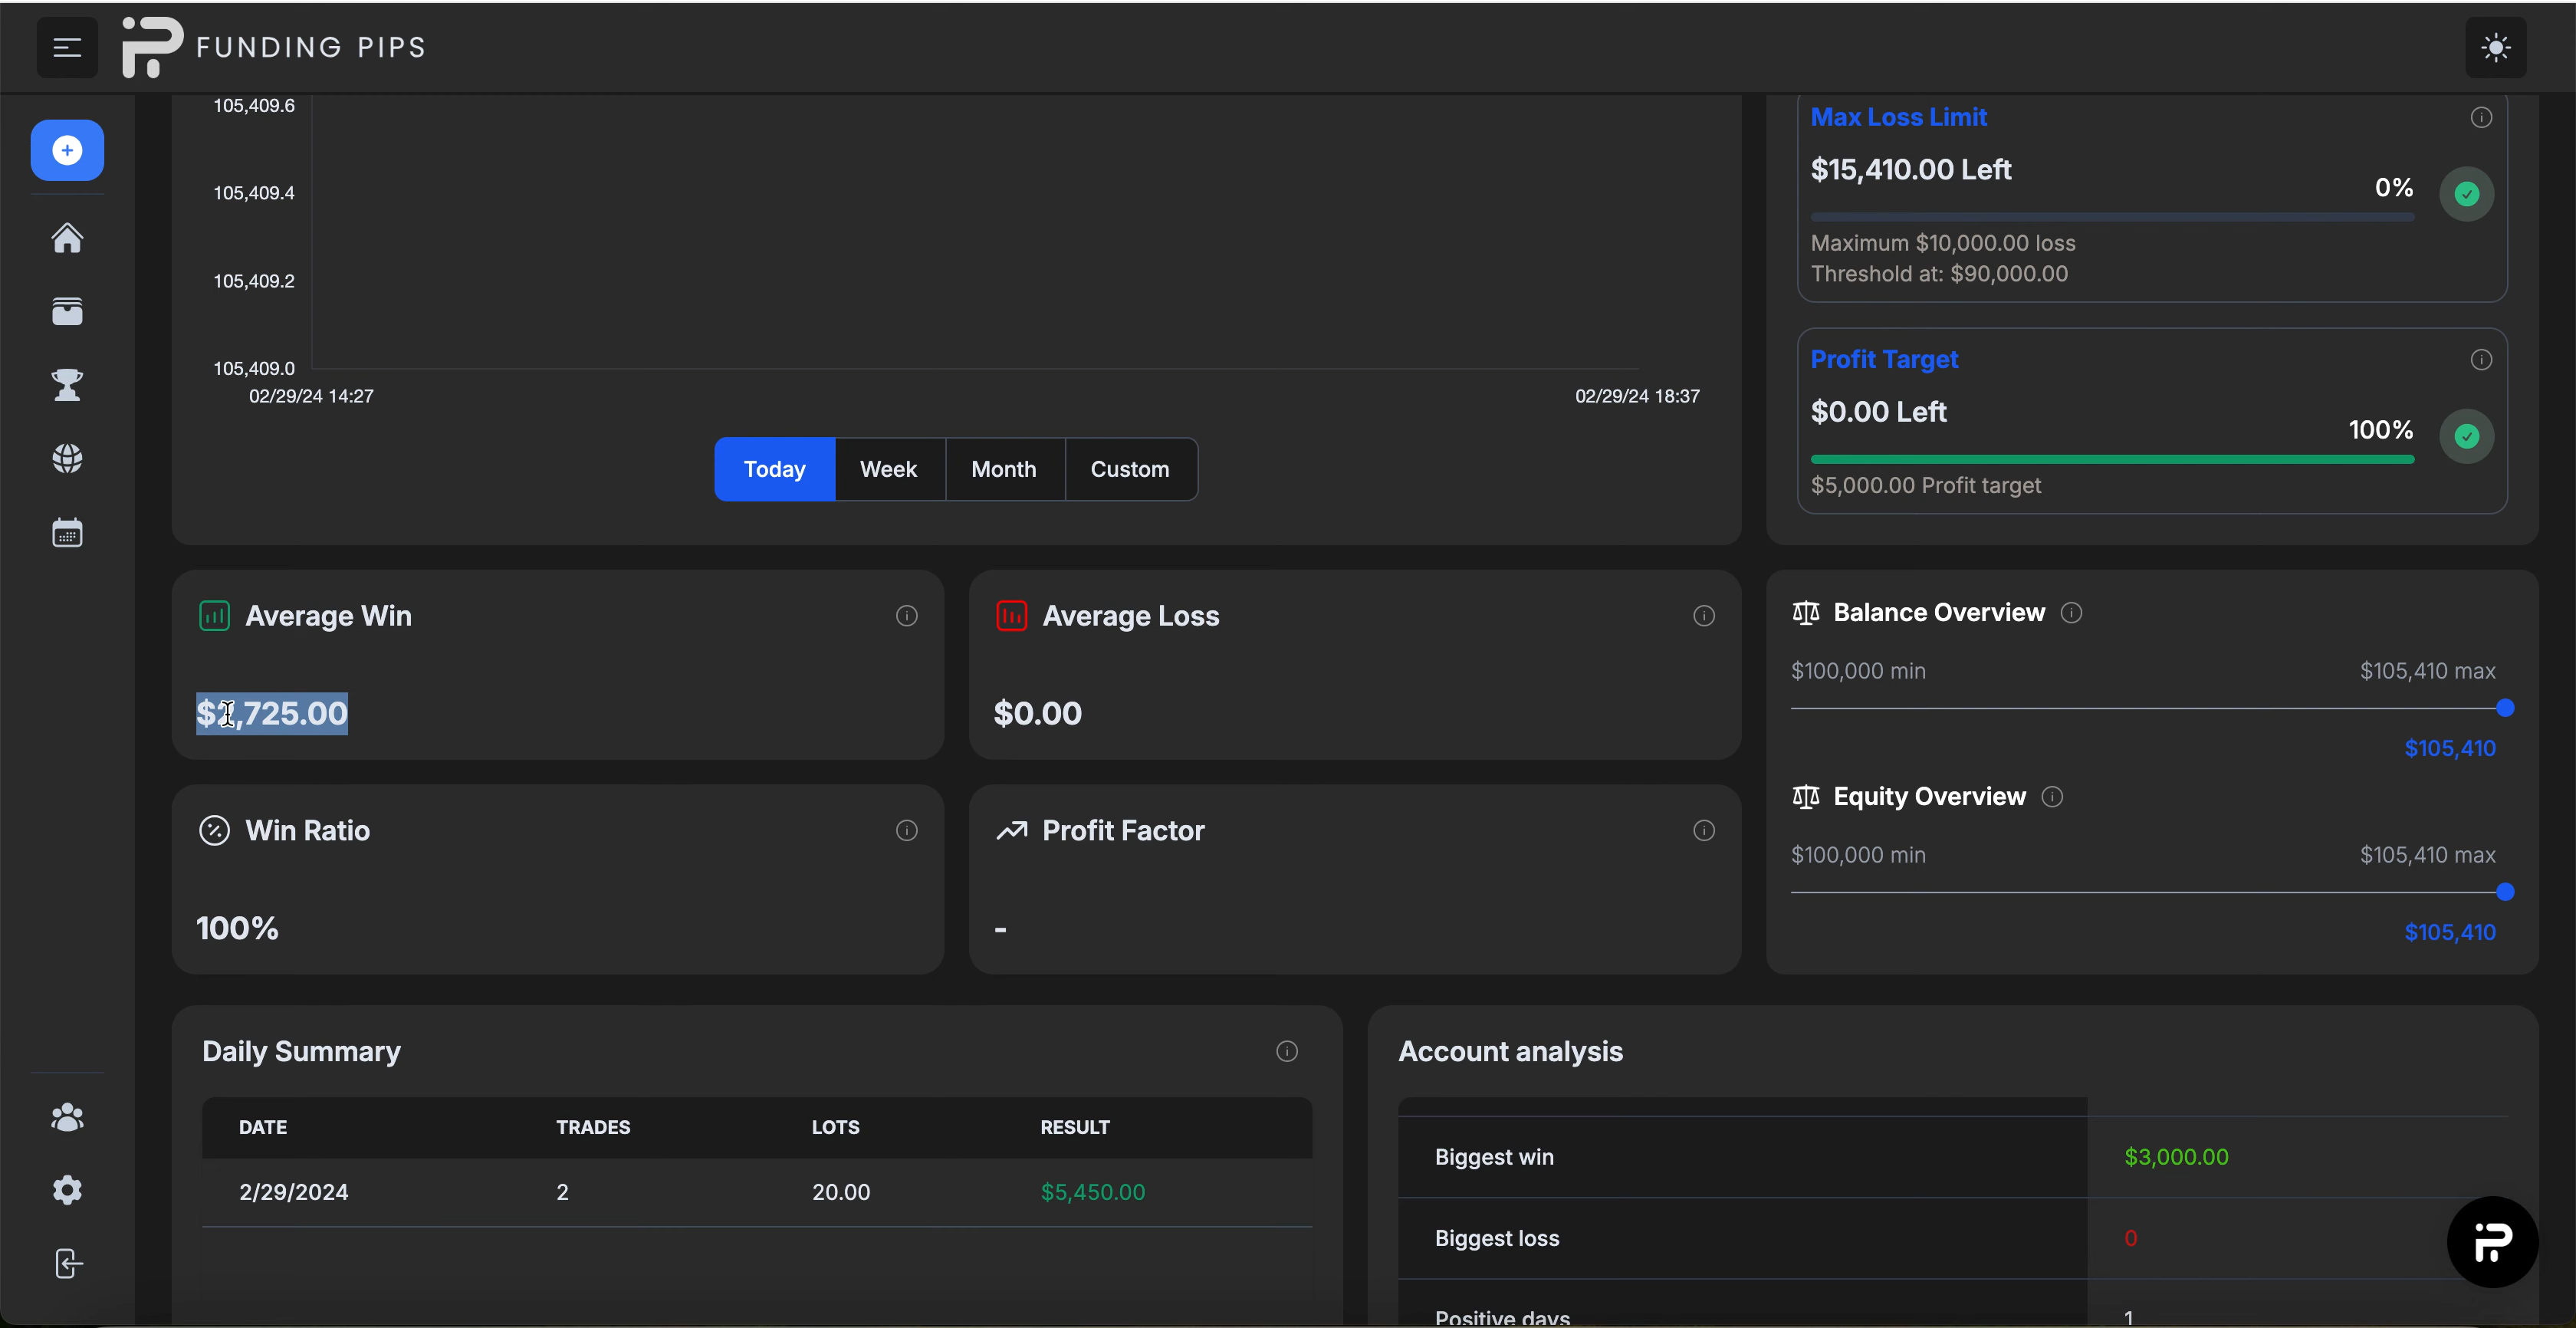 FUNDING PIPS
105,409.6
105,409.4
105,409.2
105,409.0
02/29/24 14:27
02/29/24 18:37
Today
Week
Month
Custom
Max Loss Limit
$15,410.00 Left
0%
Maximum $10,000.00 loss
Threshold at: $90,000.00
Profit Target
$0.00 Left
100%
$5,000.00 Profit target
Average Win
$2,725.00
Average Loss
$0.00
Balance Overview
$100,000 min
$105,410 max
$105,410
Win Ratio
100%
Profit Factor
-
Equity Overview
$100,000 min
$105,410 max
$105,410
Daily Summary
DATE TRADES LOTS RESULT
2/29/2024 2 20.00 $5,450.00
Account analysis
Biggest win $3,000.00
Biggest loss 0
Positive days 1